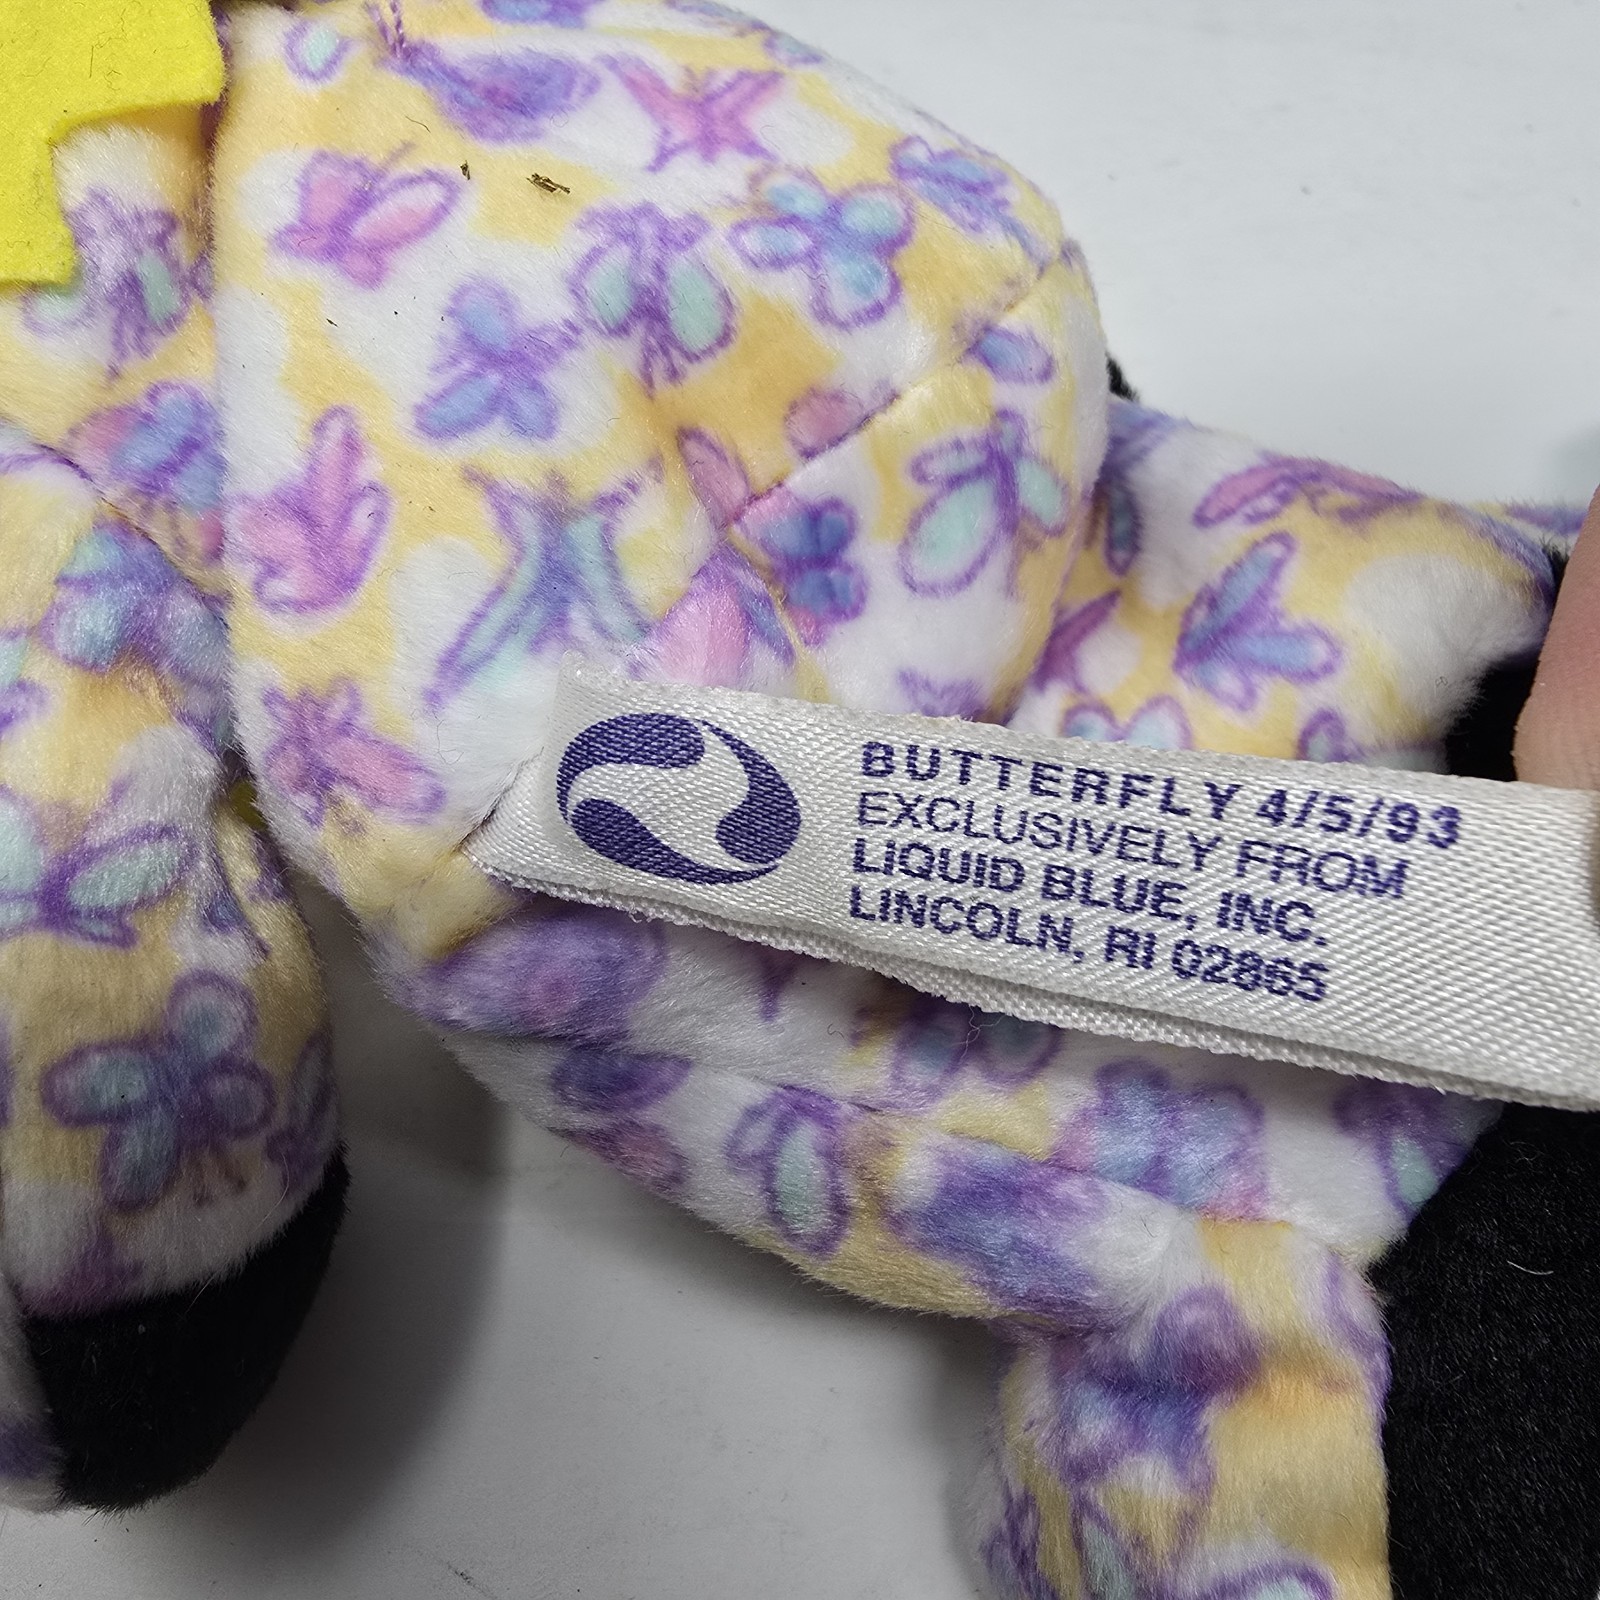 BUTTERFLY 4/5/93
EXCLUSIVELY FROM
LIQUID BLUE, INC.
LINCOLN, RI 02865